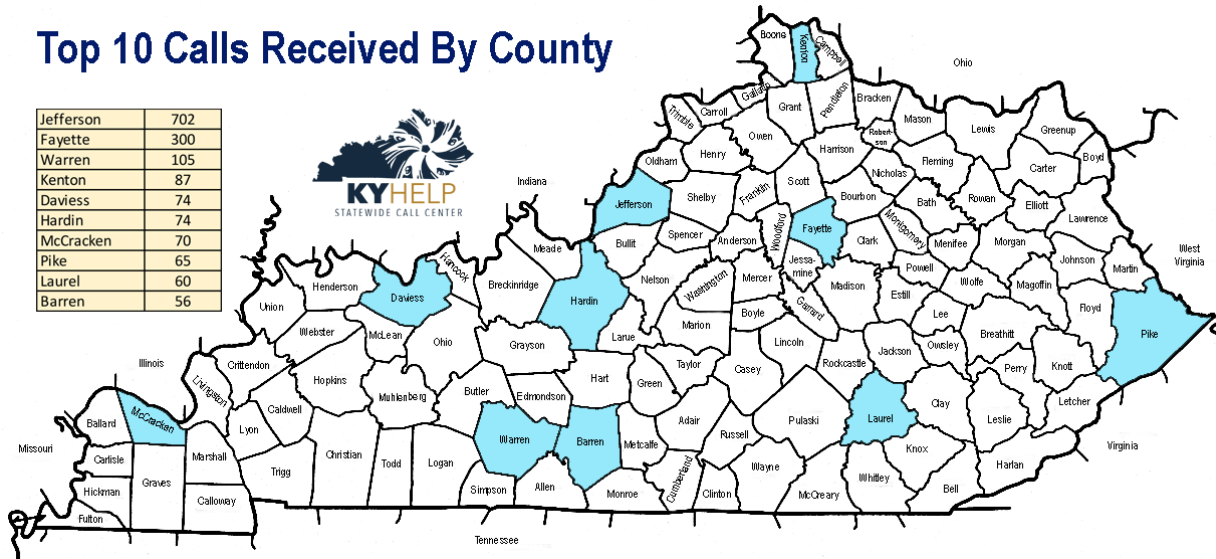 Top 10 Calls Received By County
Jefferson 702
Fayette 300
Warren 105
Kenton 87
Daviess 74
Hardin 74
McCracken 70
Pike 65
Laurel 60
Barren 56
KYHELP
STATEWIDE CALL CENTER
Ohio
Indiana
Illinois
Missouri
Tennessee
Virginia
West
Virginia
Boone
Kenton
Campbell
Gallatin
Carroll
Trimble
Grant
Pendleton
Bracken
Mason
Lewis
Greenup
Boyd
Carter
Owen
Robert-
son
Henry
Oldham
Harrison
Fleming
Nicholas
Scott
Franklin
Shelby
Jefferson
Bourbon
Bath
Rowan
Elliott
Lawrence
Spencer
Bullit
Anderson
Woodford
Fayette
Clark
Montgomery
Menifee
Morgan
Johnson
Martin
Meade
Hancock
Breckinridge
Hardin
Nelson
Washington
Mercer
Jessa-
mine
Madison
Powell
Wolfe
Magoffin
Floyd
Pike
Henderson
Daviess
Union
Webster
McLean
Ohio
Grayson
Larue
Marion
Boyle
Garrard
Estill
Lee
Breathitt
Knott
Lincoln
Rockcastle
Jackson
Owsley
Perry
Letcher
Crittendon
Livingston
Hopkins
Muhlenberg
Butler
Edmondson
Hart
Green
Taylor
Casey
Pulaski
Laurel
Clay
Leslie
Harlan
Caldwell
Lyon
Ballard
McCracken
Marshall
Carlisle
Graves
Hickman
Fulton
Calloway
Trigg
Christian
Todd
Logan
Warren
Barren
Metcalfe
Adair
Russell
Simpson
Allen
Monroe
Cumberland
Clinton
Wayne
McCreary
Whitley
Knox
Bell